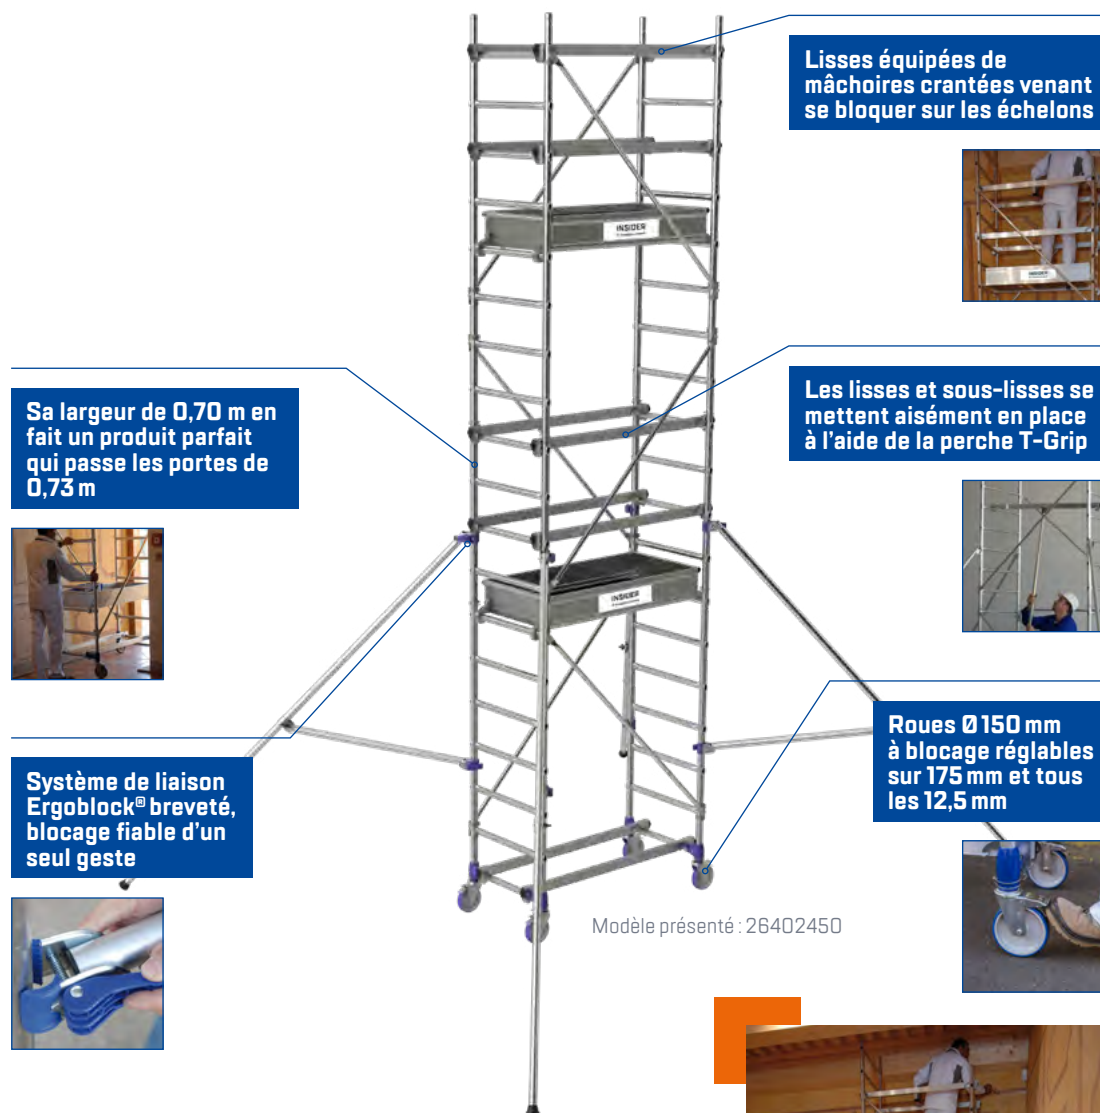 Lisses équipées de
mâchoires crantées venant
se bloquer sur les échelons
INSIDER
INSIDER
Sa largeur de 0,70 m en
fait un produit parfait
qui passe les portes de
0,73 m
Les lisses et sous-lisses se
mettent aisément en place
à l'aide de la perche T-Grip
INSIDER
Système de liaison
Ergoblock® breveté,
blocage fiable d'un
seul geste
Roues Ø 150 mm
à blocage réglables
sur 175 mm et tous
les 12,5 mm
Modèle présenté : 26402450